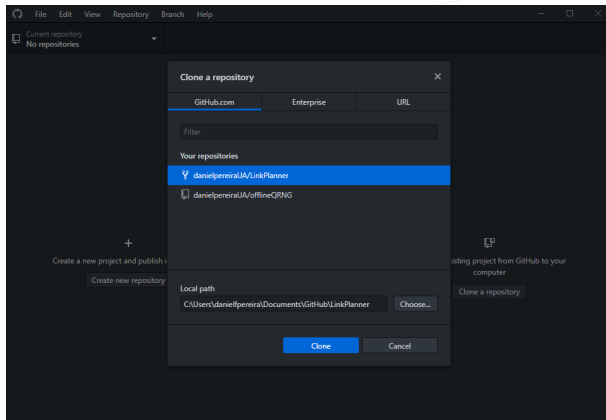 File Edit View Repository Branch Help
Current repository
No repositories
Clone a repository
GitHub.com Enterprise URL
Filter
Your repositories
danielpereiraUA/LinkPlanner
danielpereiraUA/offlineQRNG
Create a new project and publish i
Create new repository
isting project from GitHub to your
computer
Clone a repository
Local path
C:\Users\danielfpereira\Documents\GitHub\LinkPlanner Choose...
Clone Cancel